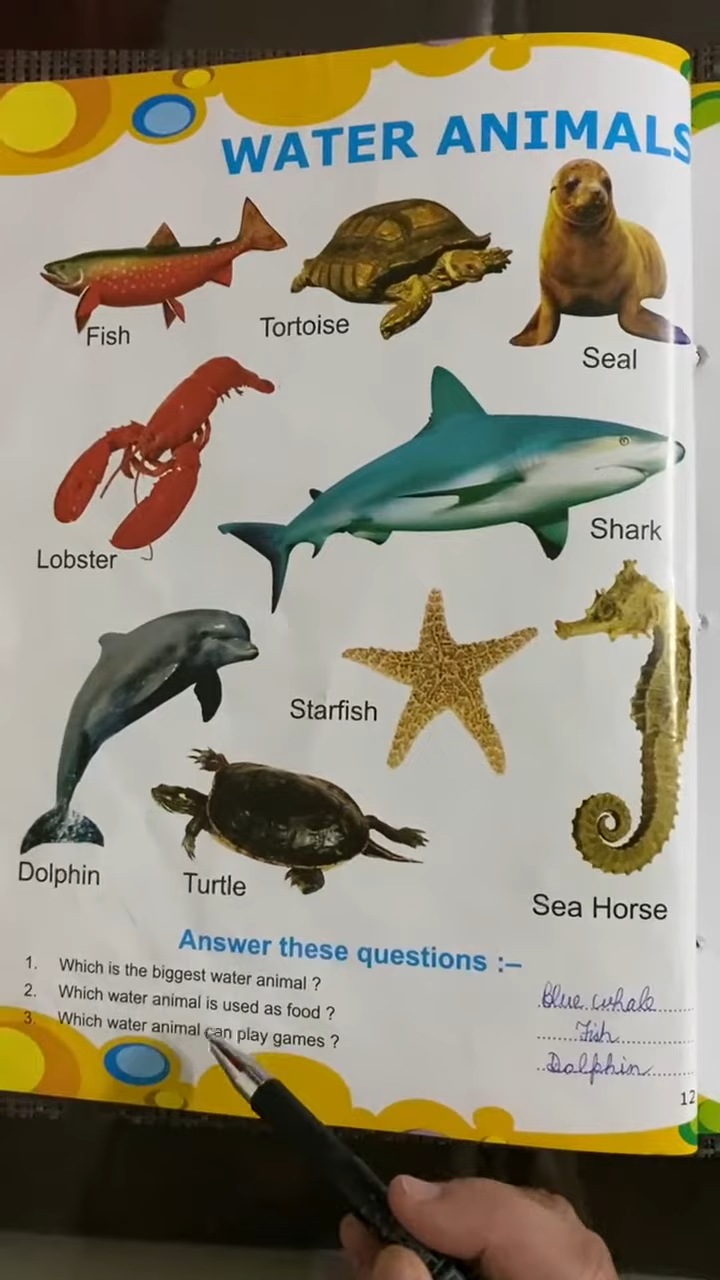 WATER ANIMALS
Fish
Tortoise
Seal
Lobster
Shark
Starfish
Dolphin
Turtle
Sea Horse
Answer these questions :–
1. Which is the biggest water animal ? Blue whale
2. Which water animal is used as food ? Fish
3. Which water animal can play games ? Dolphin
12